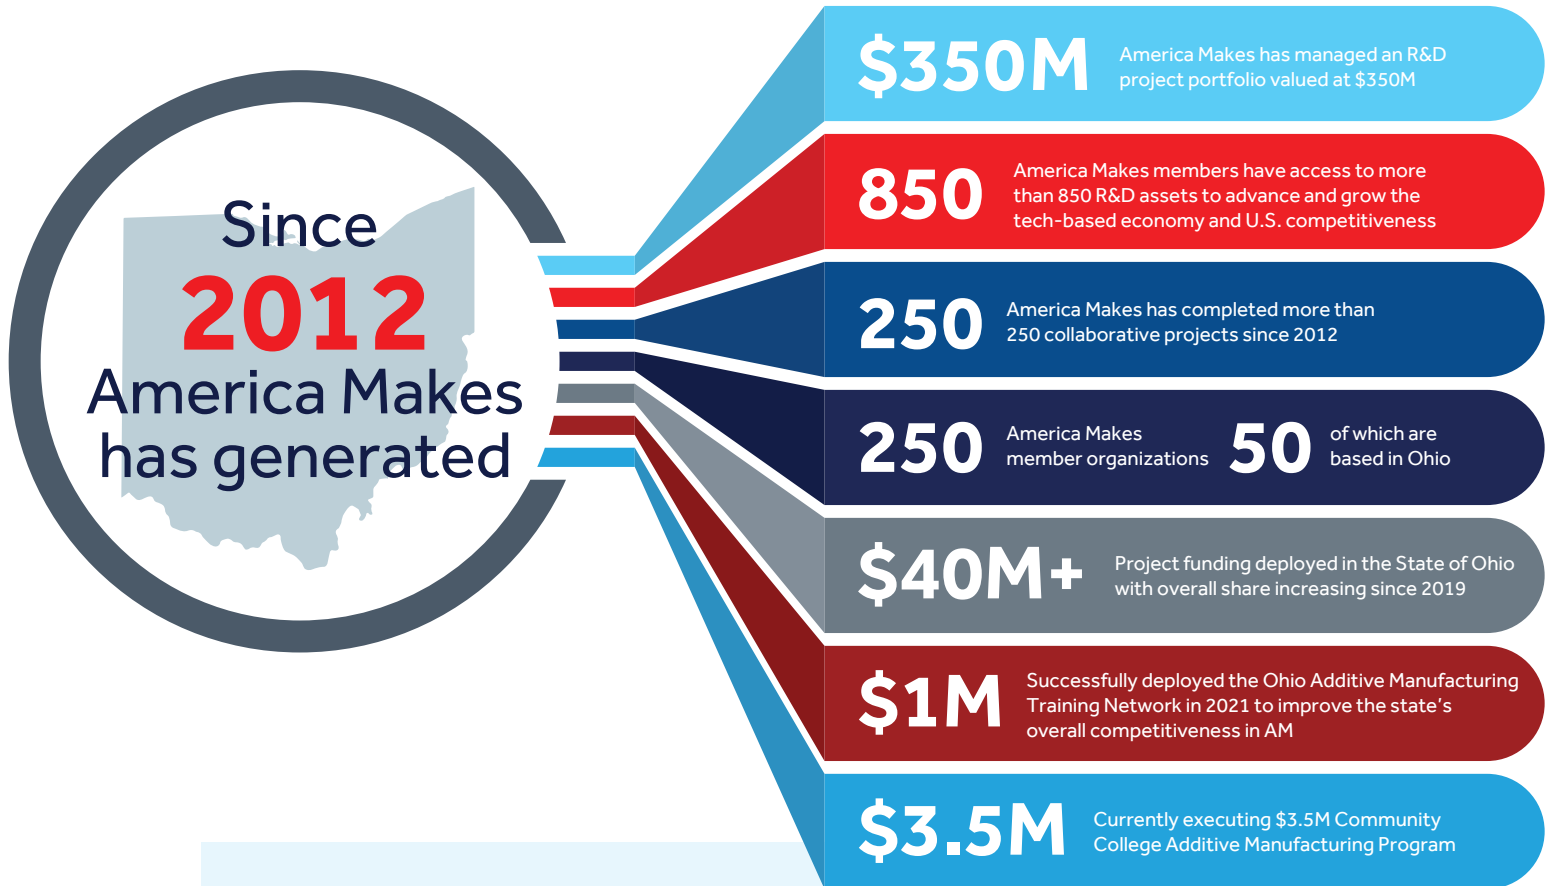 Since
2012
America Makes
has generated
$350M
America Makes has managed an R&D
project portfolio valued at $350M
850
America Makes members have access to more
than 850 R&D assets to advance and grow the
tech-based economy and U.S. competitiveness
250
America Makes has completed more than
250 collaborative projects since 2012
250
America Makes
member organizations
50
of which are
based in Ohio
$40M+
Project funding deployed in the State of Ohio
with overall share increasing since 2019
$1M
Successfully deployed the Ohio Additive Manufacturing
Training Network in 2021 to improve the state’s
overall competitiveness in AM
$3.5M
Currently executing $3.5M Community
College Additive Manufacturing Program